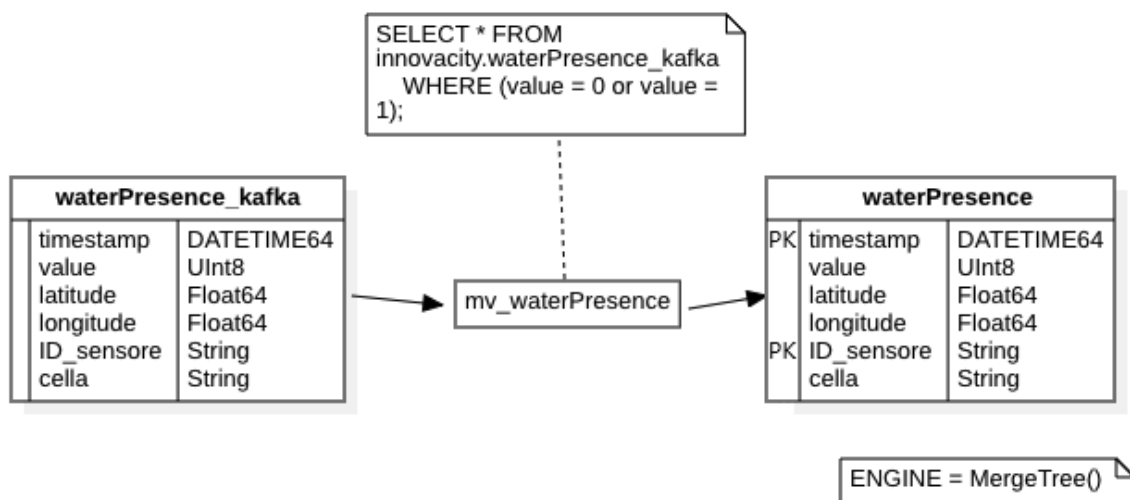 SELECT * FROM
innovacity.waterPresence_kafka
WHERE (value = 0 or value =
1);
waterPresence_kafka
timestamp DATETIME64
value UInt8
latitude Float64
longitude Float64
ID_sensore String
cella String
mv_waterPresence
waterPresence
PK timestamp DATETIME64
value UInt8
latitude Float64
longitude Float64
PK ID_sensore String
cella String
ENGINE = MergeTree()